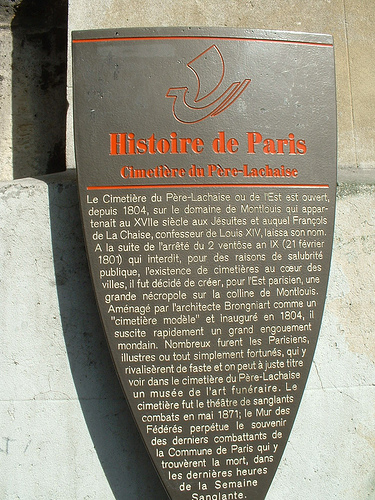 Histoire de Paris
Cimetière du Père-Lachaise
Le Cimetière du Père-Lachaise ou de l'Est est ouvert,
depuis 1804, sur le domaine de Montlouis qui appar-
tenait au XVIIe siècle aux Jésuites et auquel François
de La Chaise, confesseur de Louis XIV, laissa son nom.
A la suite de l'arrêté du 2 ventôse an IX (21 février
1801) qui interdit, pour des raisons de salubrité
publique, l'existence de cimetières au cœur des
villes, il fut décidé de créer, pour l'Est parisien, une
grande nécropole sur la colline de Montlouis.
Aménagé par l'architecte Brongniart comme un
"cimetière modèle" et inauguré en 1804, il
suscite rapidement un grand engouement
mondain. Nombreux furent les Parisiens,
illustres ou tout simplement fortunés, qui y
rivalisèrent de faste et on peut à juste titre
voir dans le cimetière du Père-Lachaise
un musée de l'art funéraire. Le
cimetière fut le théâtre de sanglants
combats en mai 1871; le Mur des
Fédérés perpétue le souvenir
des derniers combattants de
la Commune de Paris qui y
trouvèrent la mort, dans
les dernières heures
de la Semaine
Sanglante.